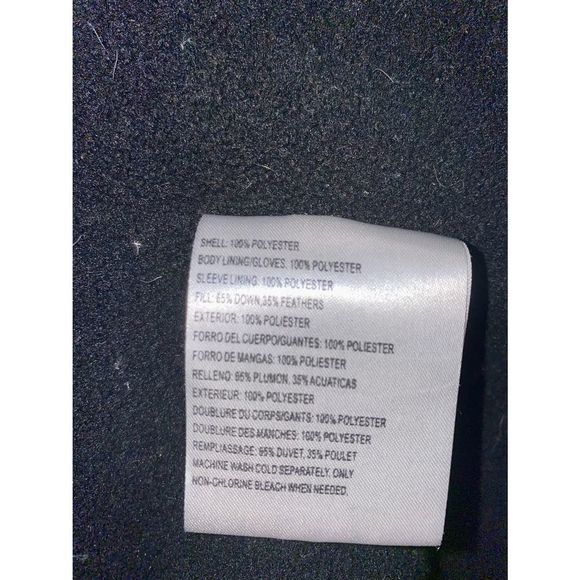 SHELL: 100% POLYESTER
BODY LINING/GLOVES: 100% POLYESTER
SLEEVE LINING: 100% POLYESTER
FILL: 65% DOWN, 35% FEATHERS
EXTERIOR: 100% POLIESTER
FORRO DEL CUERPO/GUANTES: 100% POLIESTER
FORRO DE MANGAS: 100% POLIESTER
RELLENO: 65% PLUMON, 35% ACUATICAS
EXTERIEUR: 100% POLYESTER
DOUBLURE DU CORPS/GANTS: 100% POLYESTER
DOUBLURE DES MANCHES: 100% POLYESTER
REMPLIASSAGE: 65% DUVET, 35% POULET
MACHINE WASH COLD SEPARATELY, ONLY
NON-CHLORINE BLEACH WHEN NEEDED.